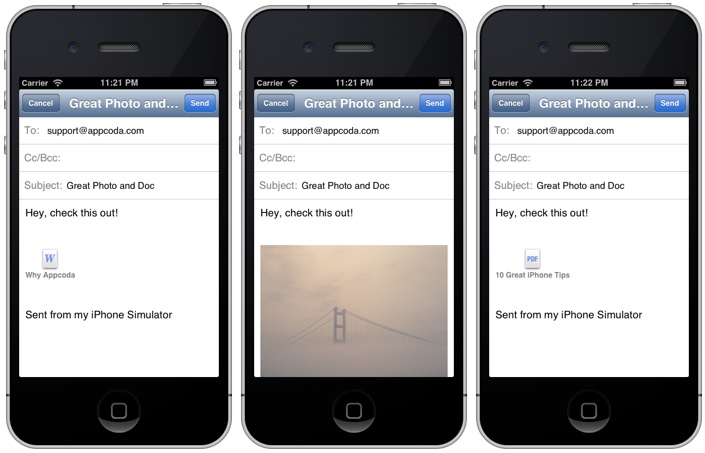 Carrier 11:21 PM
Cancel Great Photo and... Send
To: support@appcoda.com
Cc/Bcc:
Subject: Great Photo and Doc
Hey, check this out!
W
Why Appcoda
Sent from my iPhone Simulator
Carrier 11:21 PM
Cancel Great Photo and... Send
To: support@appcoda.com
Cc/Bcc:
Subject: Great Photo and Doc
Hey, check this out!
Carrier 11:22 PM
Cancel Great Photo and... Send
To: support@appcoda.com
Cc/Bcc:
Subject: Great Photo and Doc
Hey, check this out!
PDF
10 Great iPhone Tips
Sent from my iPhone Simulator